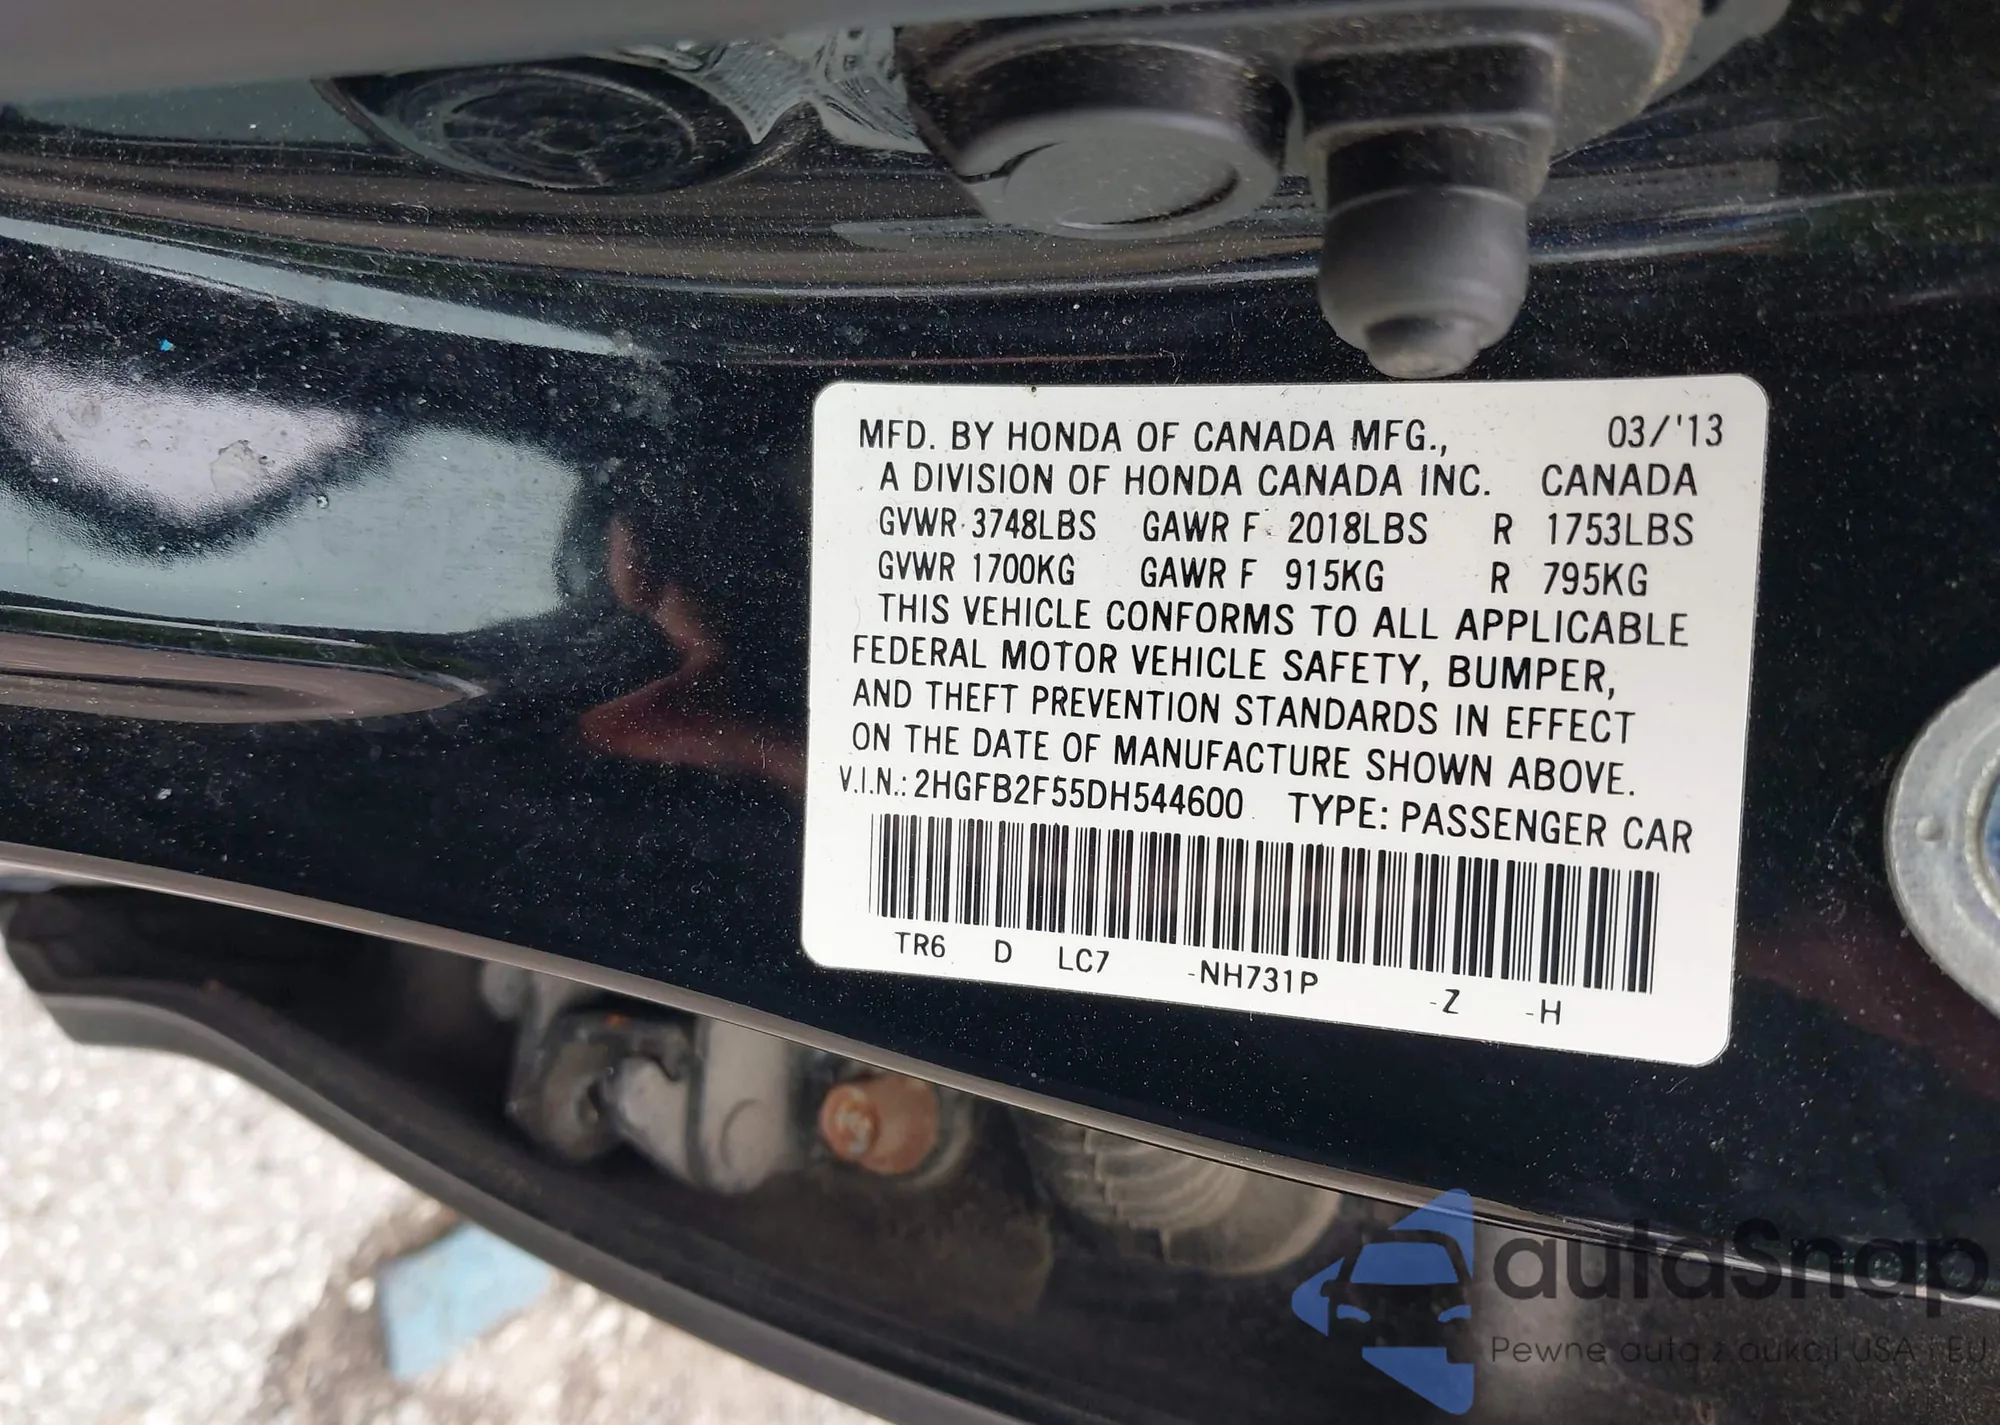 MFD. BY HONDA OF CANADA MFG., 03/'13
A DIVISION OF HONDA CANADA INC. CANADA
GVWR 3748LBS GAWR F 2018LBS R 1753LBS
GVWR 1700KG GAWR F 915KG R 795KG
THIS VEHICLE CONFORMS TO ALL APPLICABLE
FEDERAL MOTOR VEHICLE SAFETY, BUMPER,
AND THEFT PREVENTION STANDARDS IN EFFECT
ON THE DATE OF MANUFACTURE SHOWN ABOVE.
V.I.N.: 2HGFB2F55DH544600 TYPE: PASSENGER CAR
TR6 D LC7 -NH731P -Z -H
autaSnap
Pewne auta z aukcji USA i EU